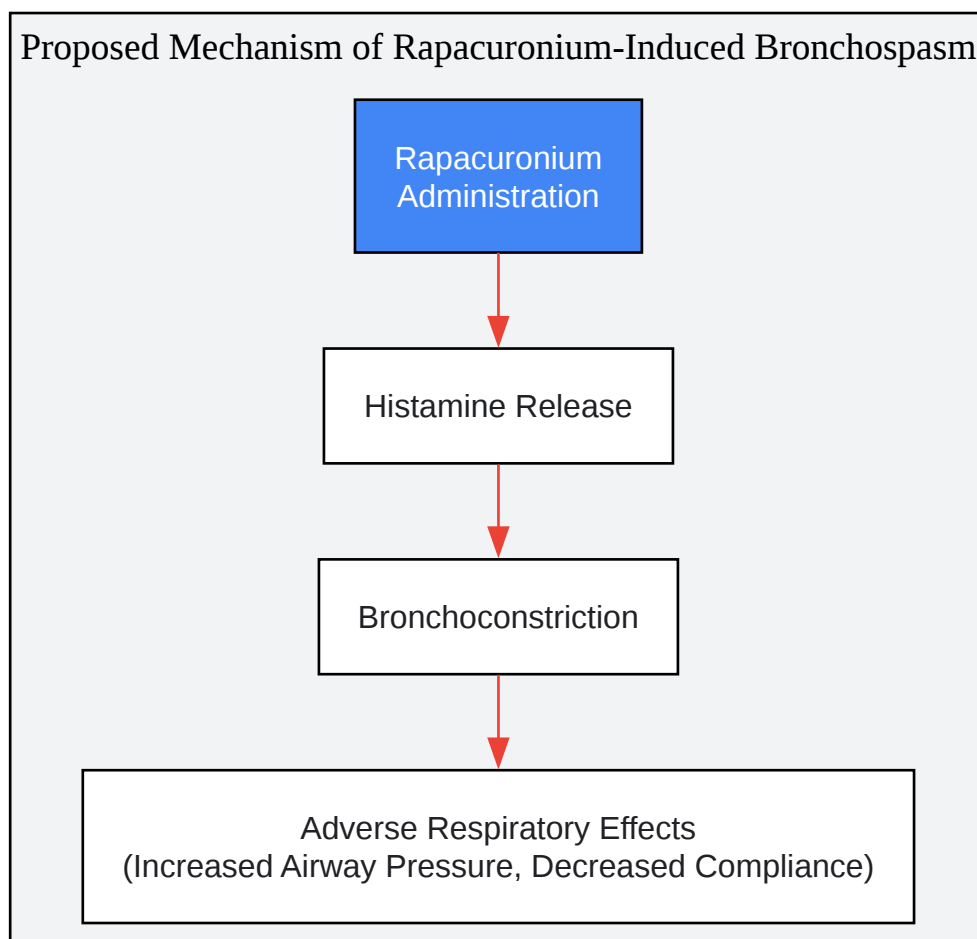 Proposed Mechanism of Rapacuronium-Induced Bronchospasm
Rapacuronium
Administration
Histamine Release
Bronchoconstriction
Adverse Respiratory Effects
(Increased Airway Pressure, Decreased Compliance)